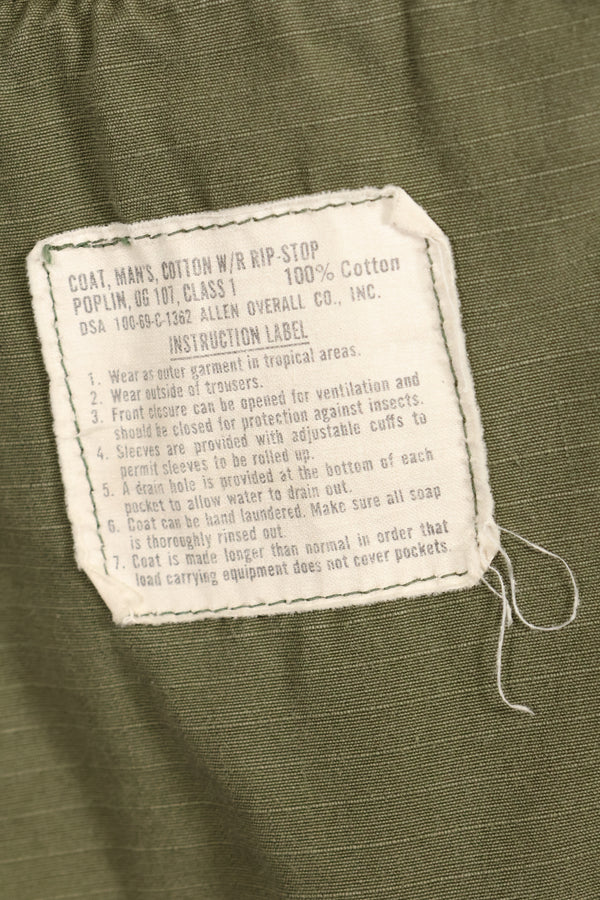 COAT, MAN'S, COTTON W/R RIP-STOP
POPLIN, OG 107, CLASS 1 100% Cotton
DSA 100-69-C-1362 ALLEN OVERALL CO., INC.
INSTRUCTION LABEL
1. Wear as outer garment in tropical areas.
2. Wear outside of trousers.
3. Front closure can be opened for ventilation and
should be closed for protection against insects.
4. Sleeves are provided with adjustable cuffs to
permit sleeves to be rolled up.
5. A drain hole is provided at the bottom of each
pocket to allow water to drain out.
6. Coat can be hand laundered. Make sure all soap
is thoroughly rinsed out.
7. Coat is made longer than normal in order that
load carrying equipment does not cover pockets.